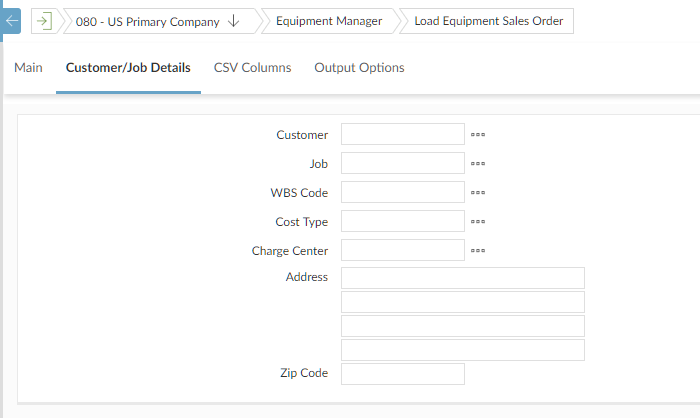 080 - US Primary Company Equipment Manager Load Equipment Sales Order
Main Customer/Job Details CSV Columns Output Options
Customer
Job
WBS Code
Cost Type
Charge Center
Address
Zip Code